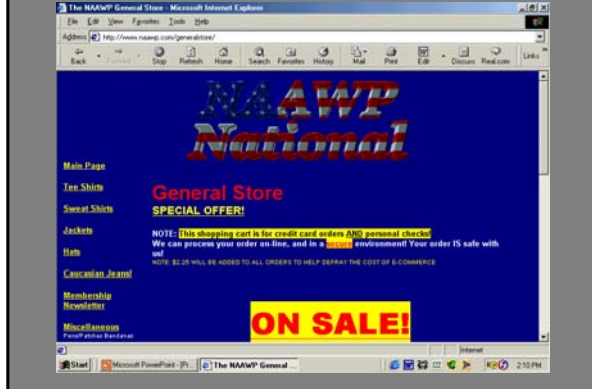 The NAAWP General Store - Microsoft Internet Explorer
File Edit View Favorites Tools Help
Address http://www.naawp.com/generalstore/
Back Forward Stop Refresh Home Search Favorites History Mail Print Edit Discuss Real.com Links
NAAWP
National
Main Page
Tee Shirts
Sweat Shirts
Jackets
Hats
Caucasian Jeans!
Membership
Newsletter
Miscellaneous
Pens/Patches Bandanas
General Store
SPECIAL OFFER!
NOTE: This shopping cart is for credit card orders AND personal checks!
We can process your order on-line, and in a secure environment! Your order IS safe with
us!
NOTE: $2.25 WILL BE ADDED TO ALL ORDERS TO HELP DEFRAY THE COST OF E-COMMERCE
ON SALE!
Internet
Start Microsoft PowerPoint - [Pr... The NAAWP General ... 2:10 PM